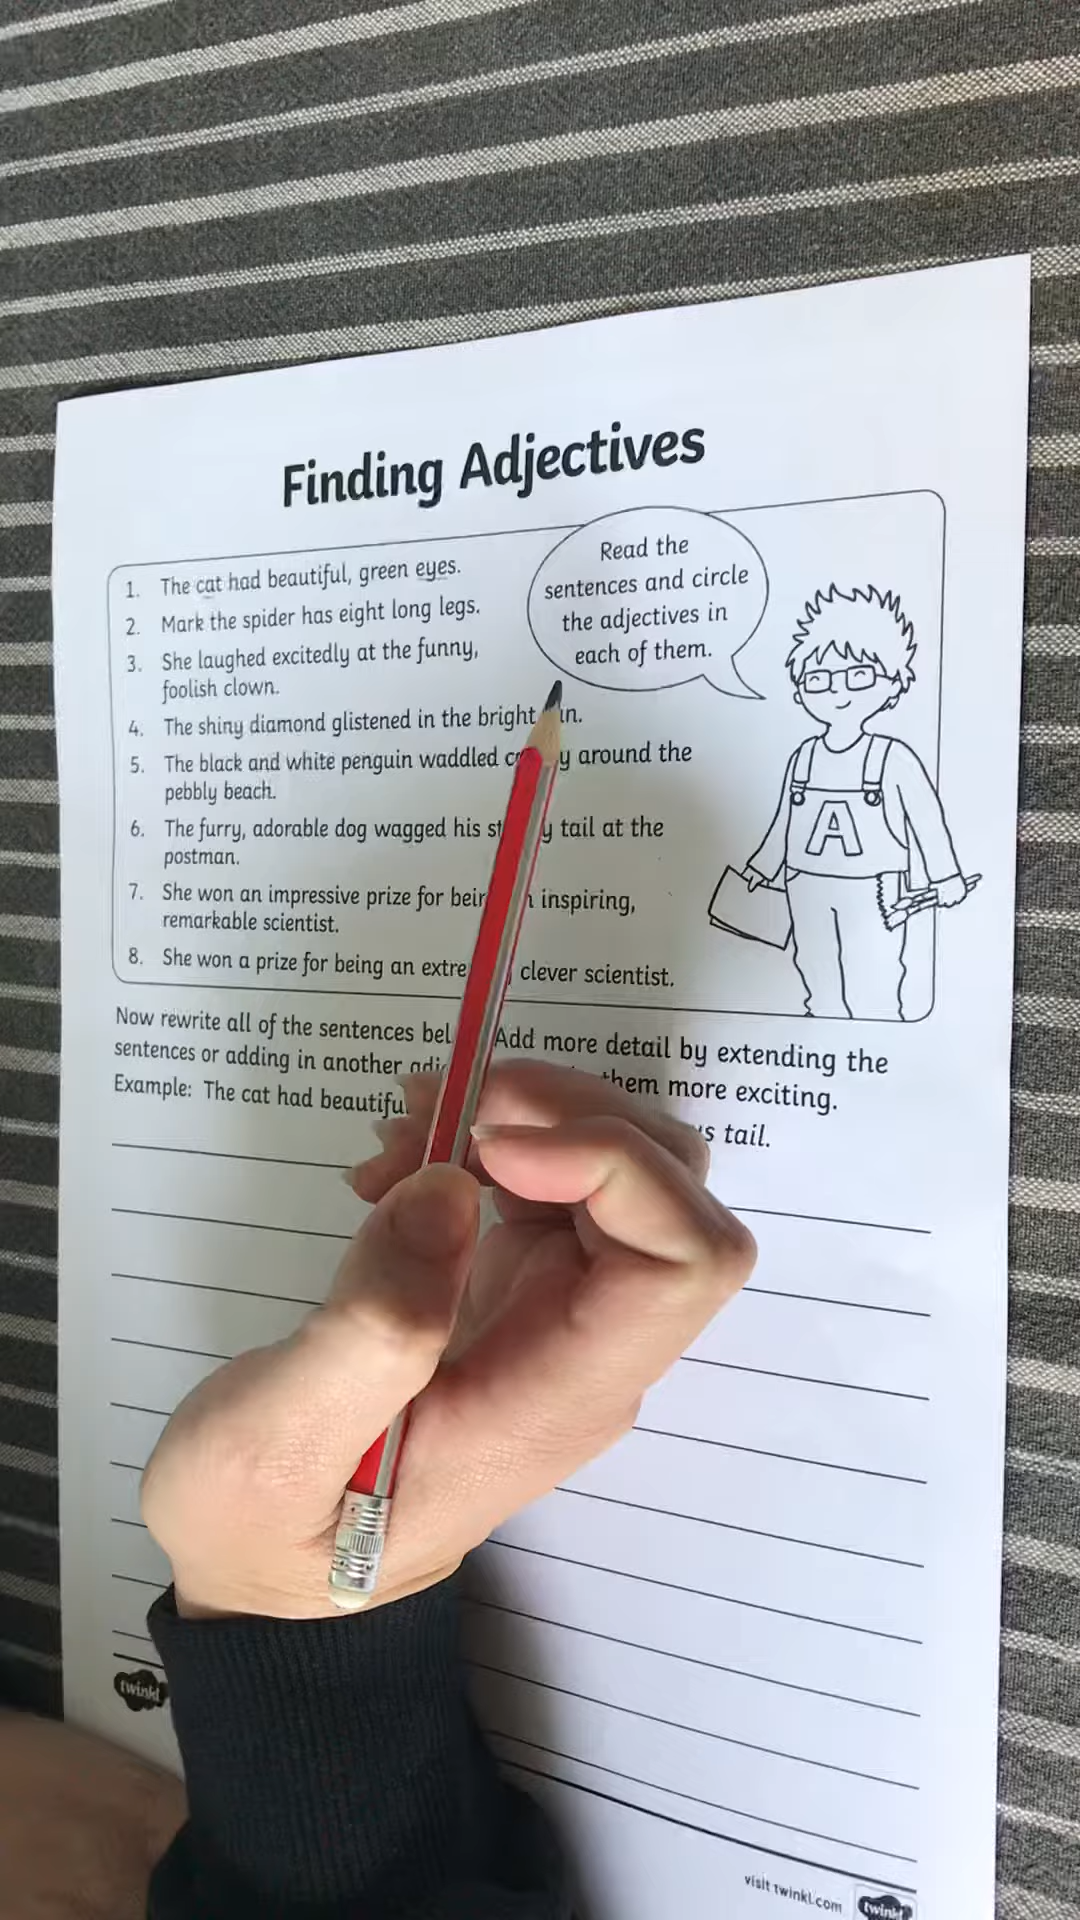 Finding Adjectives
Read the
sentences and circle
the adjectives in
each of them.
1. The cat had beautiful, green eyes.
2. Mark the spider has eight long legs.
3. She laughed excitedly at the funny,
foolish clown.
4. The shiny diamond glistened in the bright
5. The black and white penguin waddled around the
pebbly beach.
6. The furry, adorable dog wagged his tail at the
postman.
7. She won an impressive prize for inspiring,
remarkable scientist.
8. She won a prize for being an clever scientist.
A
Now rewrite all of the sentences Add more detail by extending the
sentences or adding in another them more exciting.
Example: The cat had tail.
twinkl
visit twinkl.com
twinkl